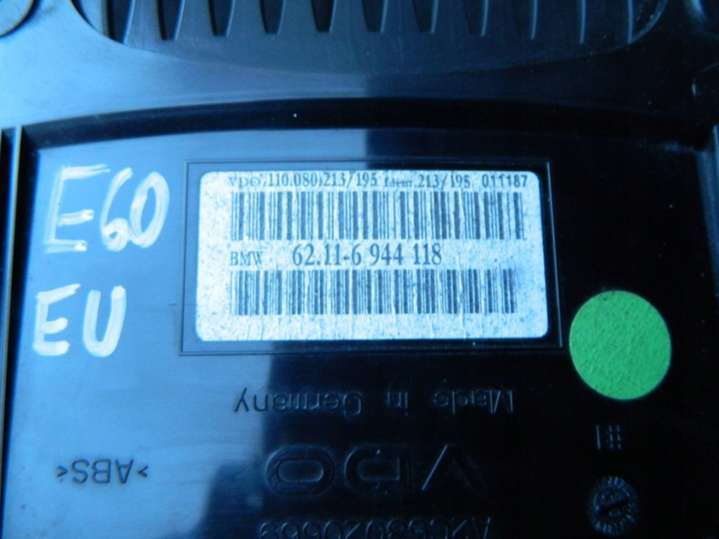 E60
EU
VDO 110.080.213/195 Lieur.213/195 011187
BMW 62.11-6 944 118
Made in Germany
>ABS<
VDO